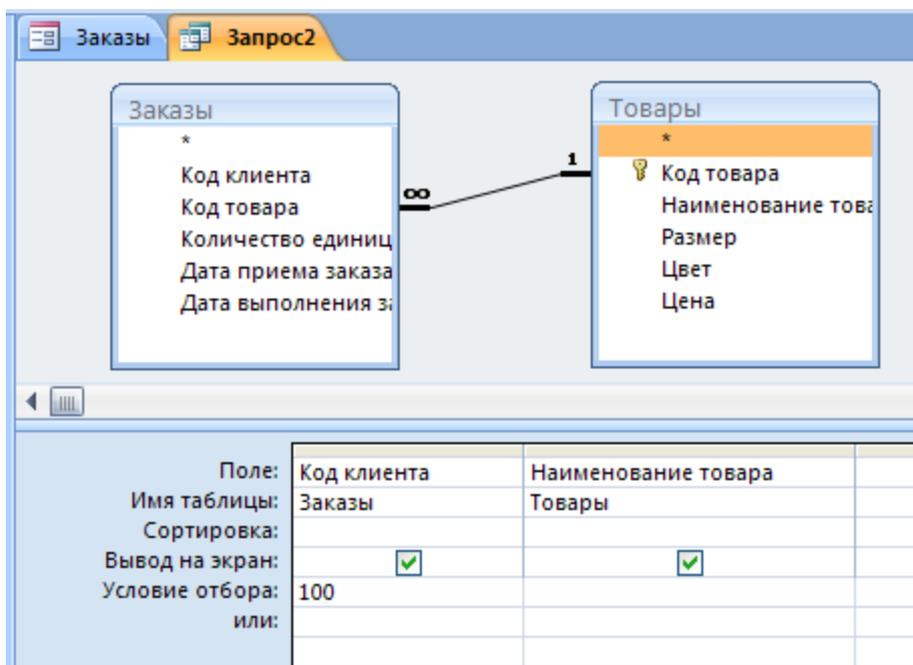 Заказы Запрос2
Заказы
*
Код клиента
Код товара
Количество единиц
Дата приема заказа
Дата выполнения
∞
1
Товары
*
Код товара
Наименование
Размер
Цвет
Цена
Поле: Код клиента Наименование товара
Имя таблицы: Заказы Товары
Сортировка:
Вывод на экран:
Условие отбора: 100
или: